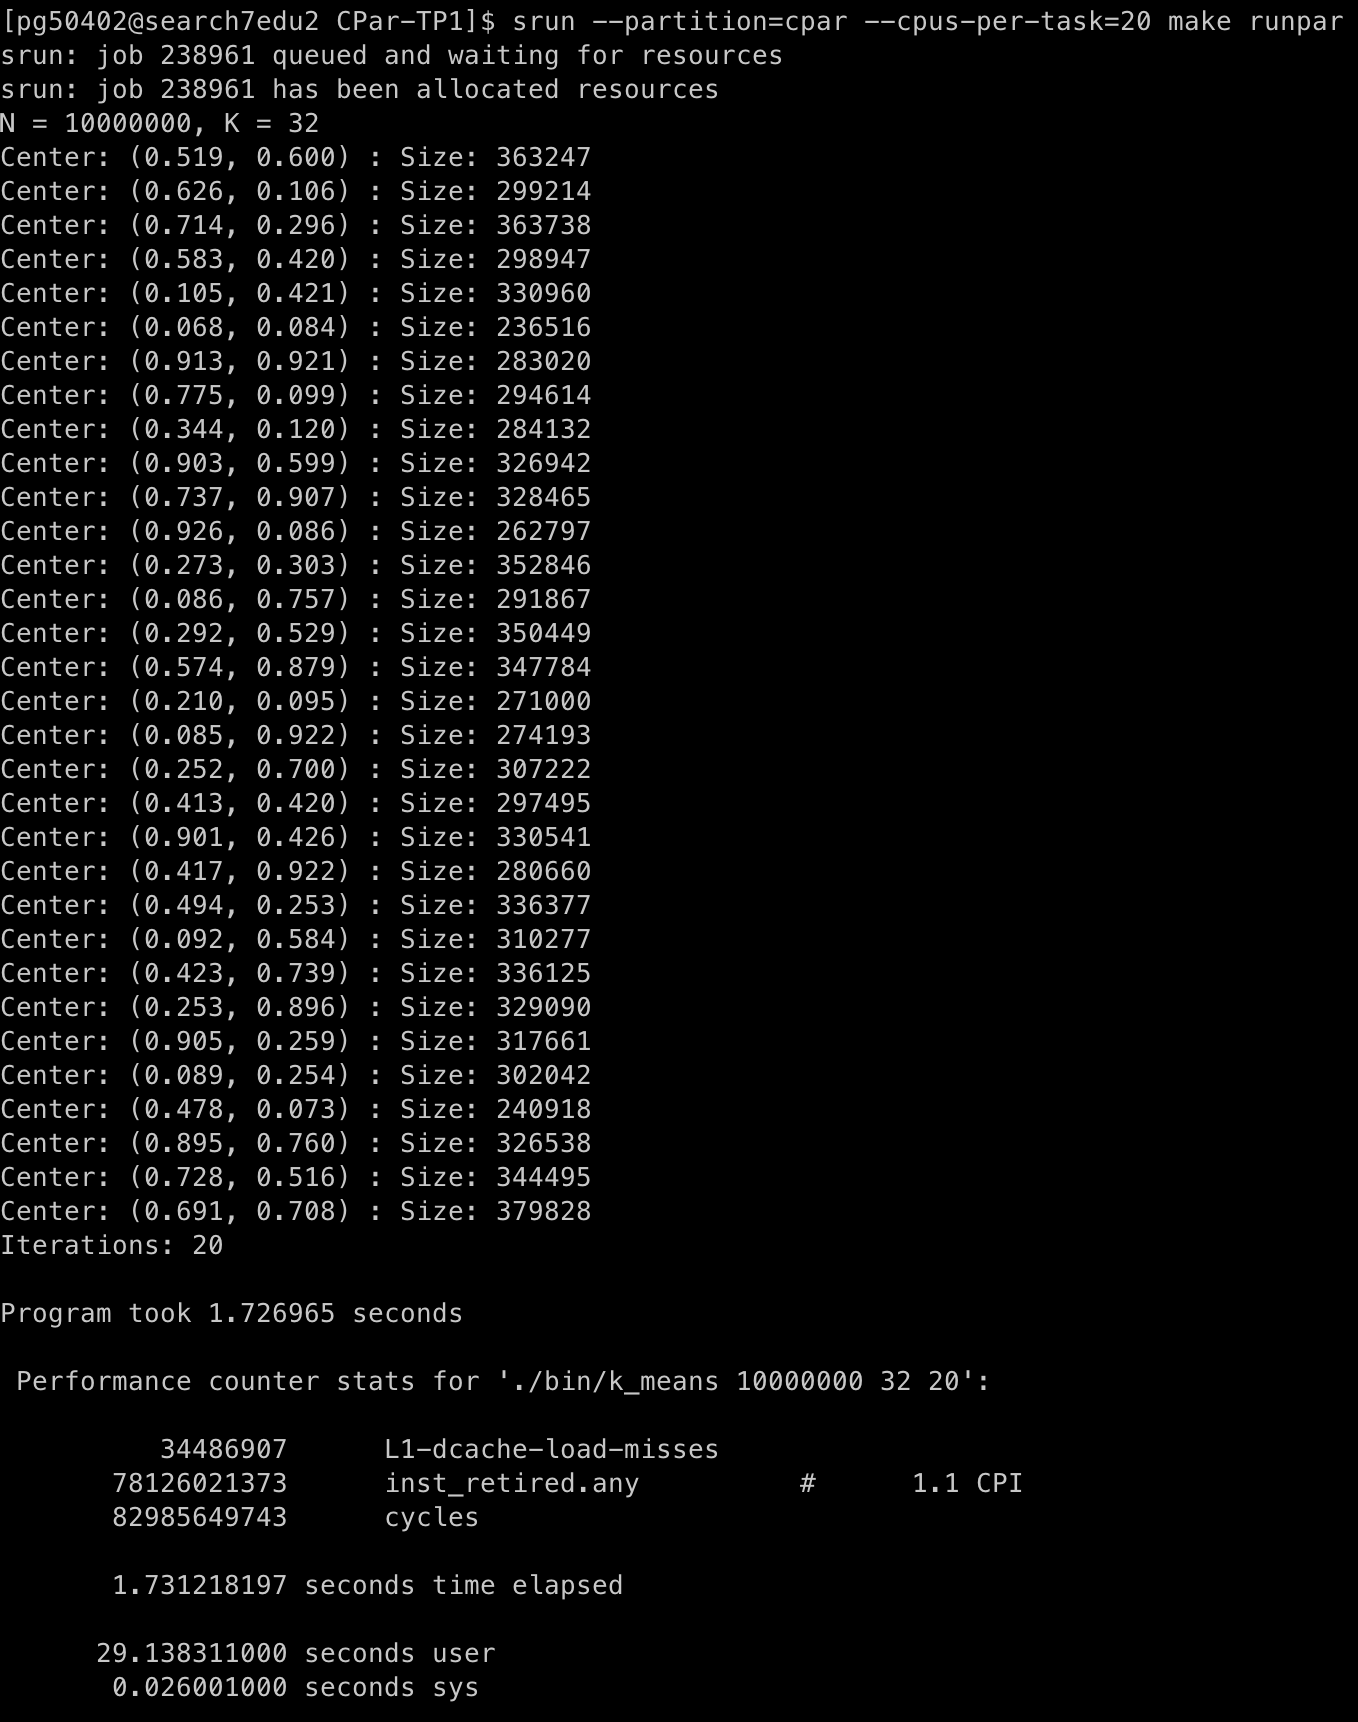 [pg50402@search7edu2 CPar-TP1]$ srun --partition=cpar --cpus-per-task=20 make runpar
srun: job 238961 queued and waiting for resources
srun: job 238961 has been allocated resources
N = 10000000, K = 32
Center: (0.519, 0.600) : Size: 363247
Center: (0.626, 0.106) : Size: 299214
Center: (0.714, 0.296) : Size: 363738
Center: (0.583, 0.420) : Size: 298947
Center: (0.105, 0.421) : Size: 330960
Center: (0.068, 0.084) : Size: 236516
Center: (0.913, 0.921) : Size: 283020
Center: (0.775, 0.099) : Size: 294614
Center: (0.344, 0.120) : Size: 284132
Center: (0.903, 0.599) : Size: 326942
Center: (0.737, 0.907) : Size: 328465
Center: (0.926, 0.086) : Size: 262797
Center: (0.273, 0.303) : Size: 352846
Center: (0.086, 0.757) : Size: 291867
Center: (0.292, 0.529) : Size: 350449
Center: (0.574, 0.879) : Size: 347784
Center: (0.210, 0.095) : Size: 271000
Center: (0.085, 0.922) : Size: 274193
Center: (0.252, 0.700) : Size: 307222
Center: (0.413, 0.420) : Size: 297495
Center: (0.901, 0.426) : Size: 330541
Center: (0.417, 0.922) : Size: 280660
Center: (0.494, 0.253) : Size: 336377
Center: (0.092, 0.584) : Size: 310277
Center: (0.423, 0.739) : Size: 336125
Center: (0.253, 0.896) : Size: 329090
Center: (0.905, 0.259) : Size: 317661
Center: (0.089, 0.254) : Size: 302042
Center: (0.478, 0.073) : Size: 240918
Center: (0.895, 0.760) : Size: 326538
Center: (0.728, 0.516) : Size: 344495
Center: (0.691, 0.708) : Size: 379828
Iterations: 20
Program took 1.726965 seconds
Performance counter stats for './bin/k_means 10000000 32 20':
34486907 L1-dcache-load-misses
78126021373 inst_retired.any # 1.1 CPI
82985649743 cycles
1.731218197 seconds time elapsed
29.138311000 seconds user
0.026001000 seconds sys